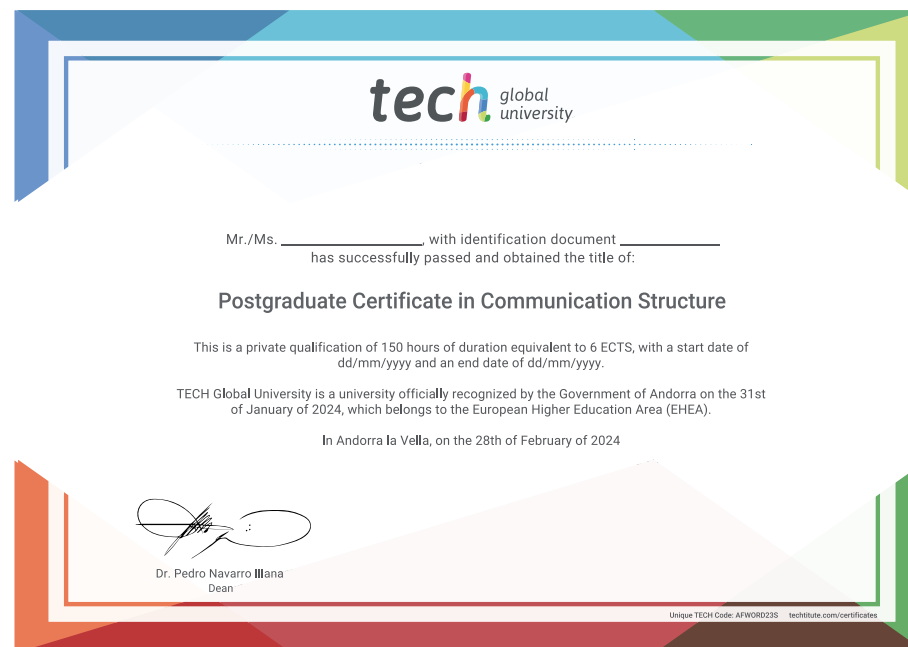 tech global
university
Mr./Ms. ____________________, with identification document ______________
has successfully passed and obtained the title of:
Postgraduate Certificate in Communication Structure
This is a private qualification of 150 hours of duration equivalent to 6 ECTS, with a start date of
dd/mm/yyyy and an end date of dd/mm/yyyy.
TECH Global University is a university officially recognized by the Government of Andorra on the 31st
of January of 2024, which belongs to the European Higher Education Area (EHEA).
In Andorra la Vella, on the 28th of February of 2024
Dr. Pedro Navarro Illana
Dean
Unique TECH Code: AFWORD23S techtitute.com/certificates